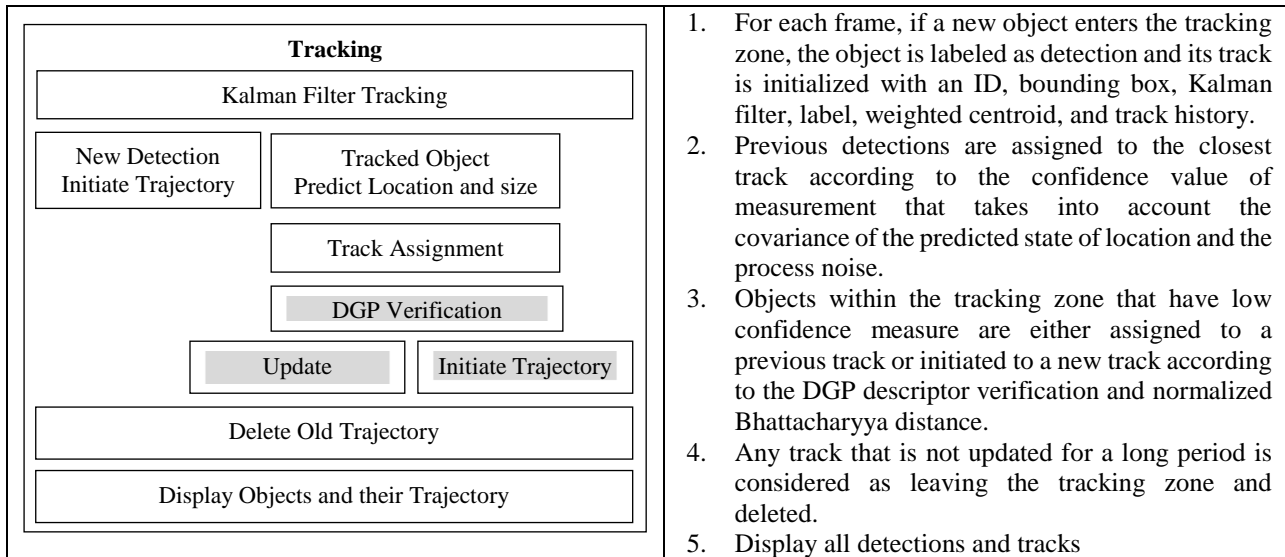 Tracking
Kalman Filter Tracking
New Detection
Initiate Trajectory
Tracked Object
Predict Location and size
Track Assignment
DGP Verification
Update
Initiate Trajectory
Delete Old Trajectory
Display Objects and their Trajectory
1. For each frame, if a new object enters the tracking
zone, the object is labeled as detection and its track
is initialized with an ID, bounding box, Kalman
filter, label, weighted centroid, and track history.
2. Previous detections are assigned to the closest
track according to the confidence value of
measurement that takes into account the
covariance of the predicted state of location and the
process noise.
3. Objects within the tracking zone that have low
confidence measure are either assigned to a
previous track or initiated to a new track according
to the DGP descriptor verification and normalized
Bhattacharyya distance.
4. Any track that is not updated for a long period is
considered as leaving the tracking zone and
deleted.
5. Display all detections and tracks